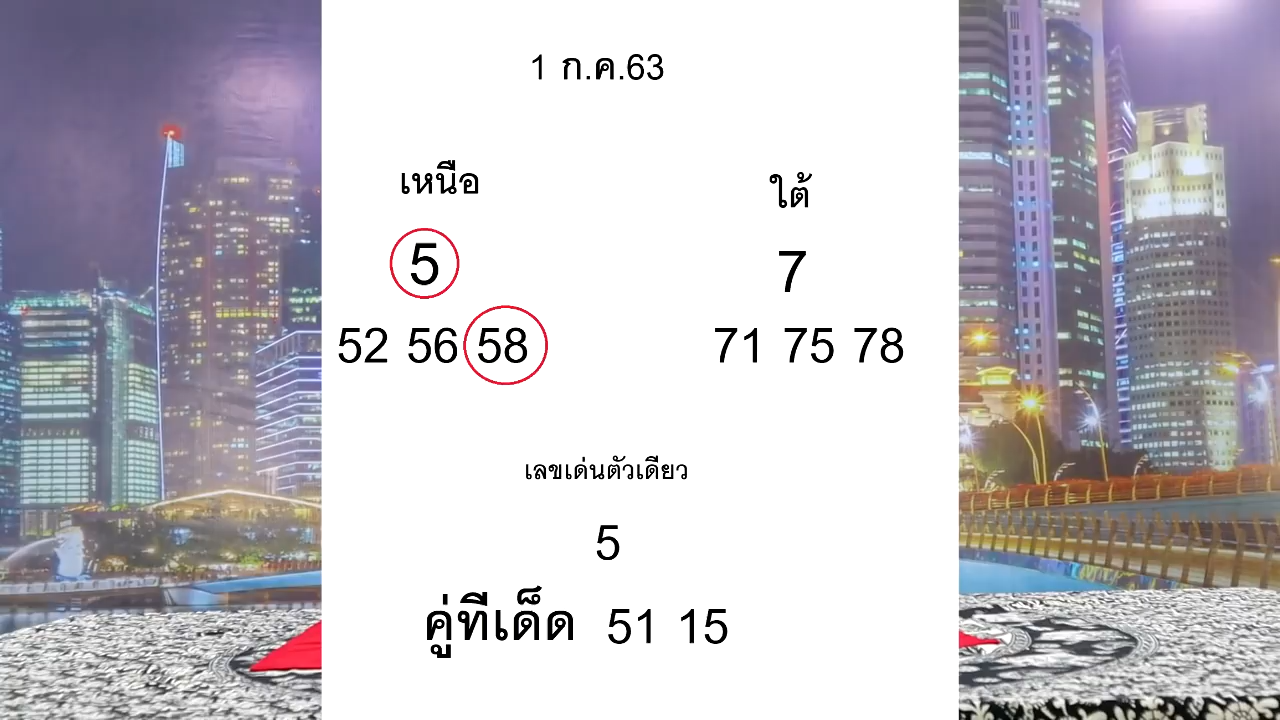 1 ก.ค.63
เหนือ ใต้
5 7
52 56 58 71 75 78
เลขเด่นตัวเดียว
5
คู่ทีเด็ด 51 15